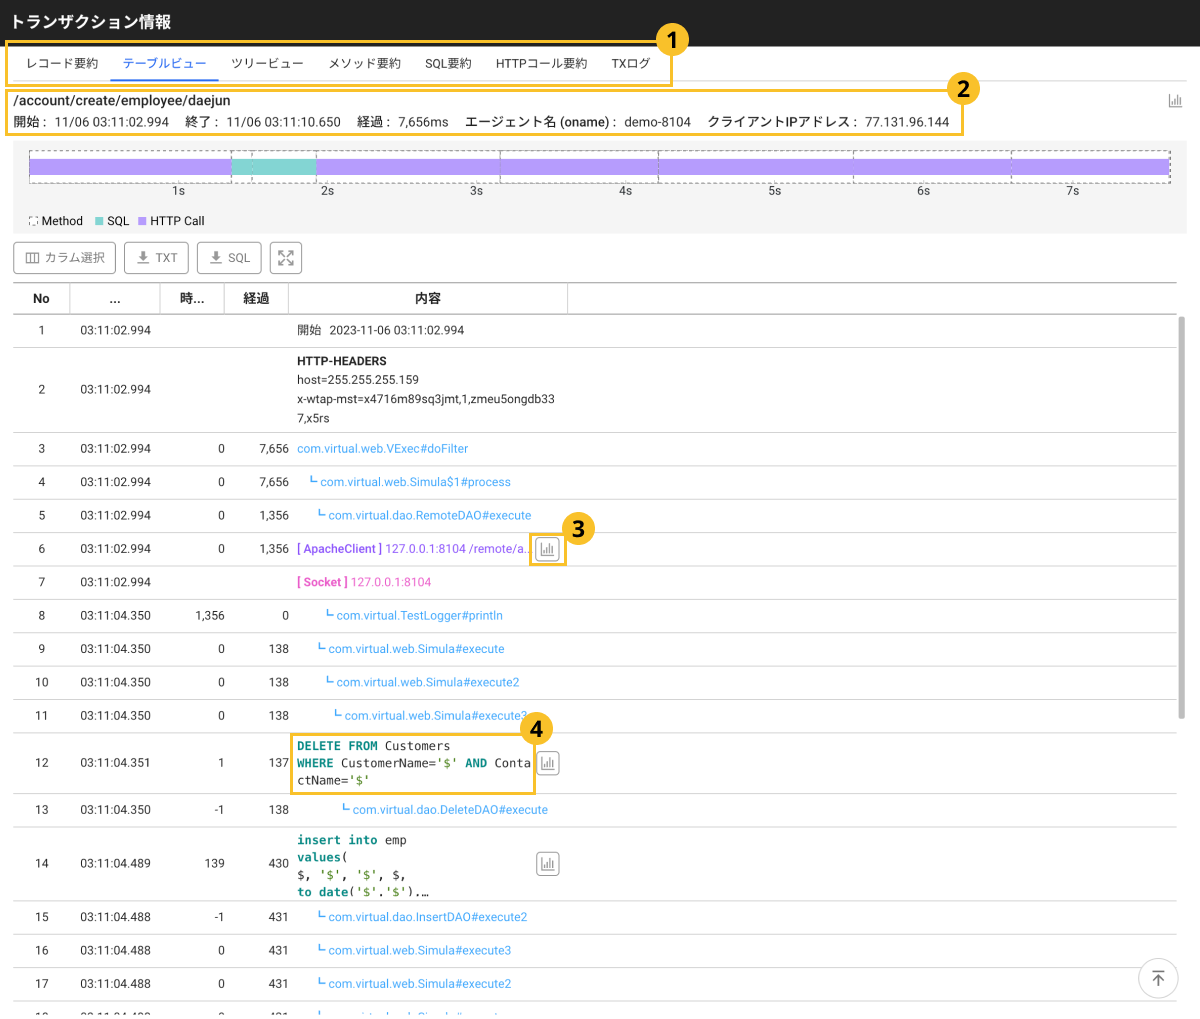 トランザクション情報
1
レコード要約 テーブルビュー ツリービュー メソッド要約 SQL要約 HTTPコール要約 TXログ
2
/account/create/employee/daejun
開始 : 11/06 03:11:02.994 終了 : 11/06 03:11:10.650 経過 : 7,656ms エージェント名 (oname) : demo-8104 クライアントIPアドレス : 77.131.96.144
1s 2s 3s 4s 5s 6s 7s
Method SQL HTTP Call
カラム選択 TXT SQL
No ... 時... 経過 内容
1 03:11:02.994 開始 2023-11-06 03:11:02.994
HTTP-HEADERS
host=255.255.255.159
2 03:11:02.994
x-wtap-mst=x4716m89sq3jmt,1,zmeu5ongdb33
7,x5rs
3 03:11:02.994 0 7,656 com.virtual.web.VExec#doFilter
4 03:11:02.994 0 7,656 com.virtual.web.Simula$1#process
5 03:11:02.994 0 1,356 com.virtual.dao.RemoteDAO#execute
3
6 03:11:02.994 0 1,356 [ ApacheClient ] 127.0.0.1:8104 /remote/a...
7 03:11:02.994 [ Socket ] 127.0.0.1:8104
8 03:11:04.350 1,356 0 com.virtual.TestLogger#println
9 03:11:04.350 0 138 com.virtual.web.Simula#execute
10 03:11:04.350 0 138 com.virtual.web.Simula#execute2
11 03:11:04.350 0 138 com.virtual.web.Simula#execute3
4
DELETE FROM Customers
12 03:11:04.351 1 137 WHERE CustomerName='$' AND Conta
ctName='$'
13 03:11:04.350 -1 138 com.virtual.dao.DeleteDAO#execute
insert into emp
values(
14 03:11:04.489 139 430
$, '$', '$', $,
to_date('$','$'),…
15 03:11:04.488 -1 431 com.virtual.dao.InsertDAO#execute2
16 03:11:04.488 0 431 com.virtual.web.Simula#execute3
17 03:11:04.488 0 431 com.virtual.web.Simula#execute2